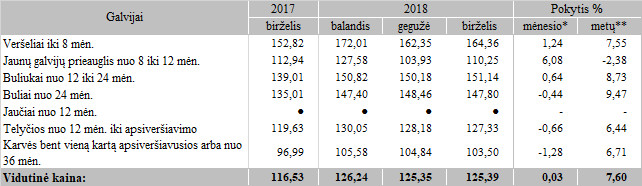 Galvijai 2017 2018 Pokytis %
birželis balandis gegužė birželis mėnesio* metų**
Veršeliai iki 8 mėn. 152,82 172,01 162,35 164,36 1,24 7,55
Jaunų galvijų prieauglis nuo 8 iki 12 mėn. 112,94 127,58 103,93 110,25 6,08 -2,38
Buliukai nuo 12 iki 24 mėn. 139,01 150,82 150,18 151,14 0,64 8,73
Buliai nuo 24 mėn. 135,01 147,40 148,46 147,80 -0,44 9,47
Jaučiai nuo 12 mėn. ● ● ● ● - -
Telyčios nuo 12 mėn. iki apsiveršiavimo 119,63 130,05 128,18 127,33 -0,66 6,44
Karvės bent vieną kartą apsiveršiavusios arba nuo
36 mėn. 96,99 105,58 104,84 103,50 -1,28 6,71
Vidutinė kaina: 116,53 126,24 125,35 125,39 0,03 7,60